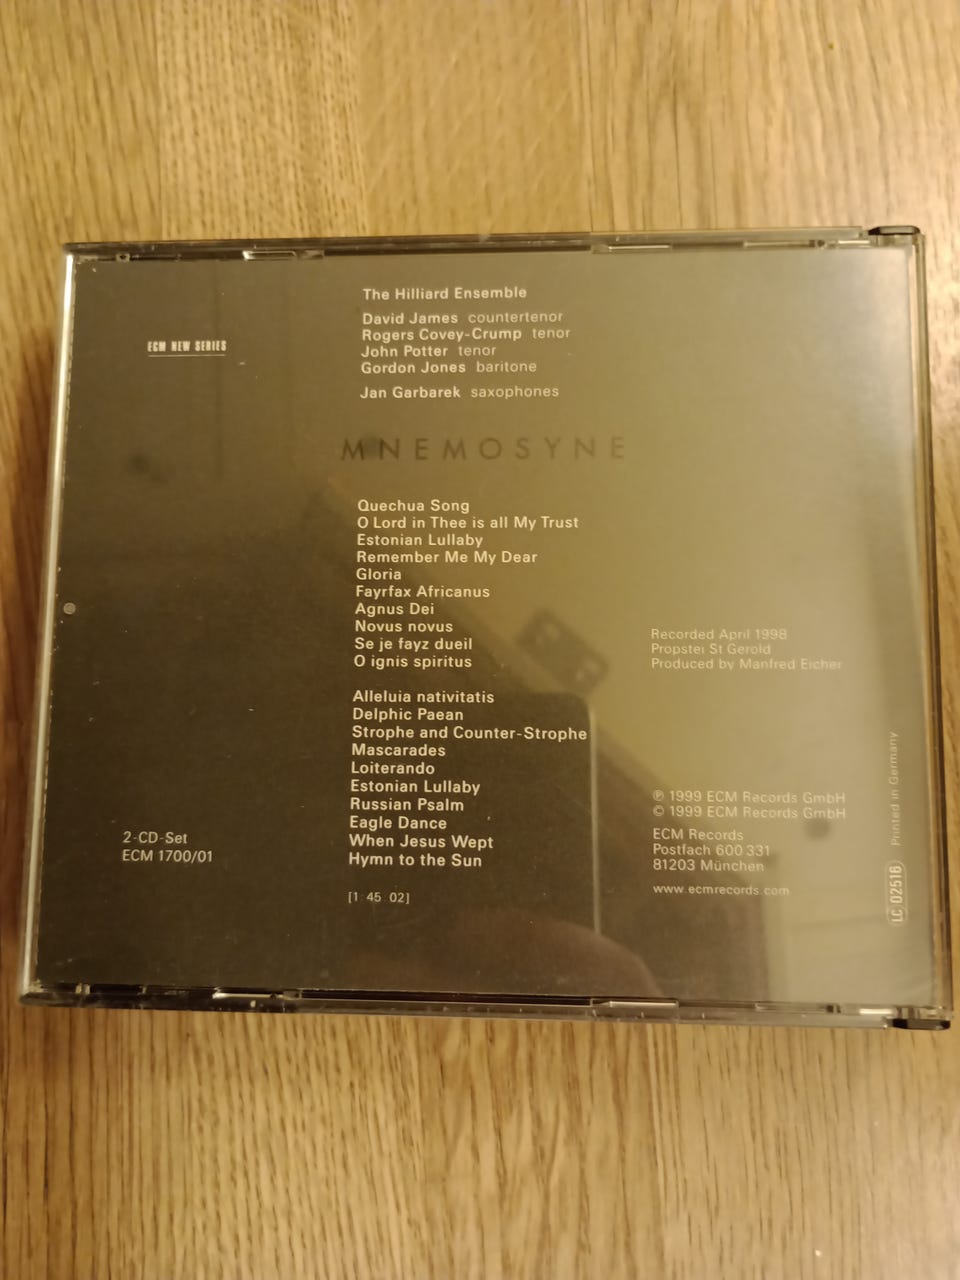 The Hilliard Ensemble
David James countertenor
Rogers Covey-Crump tenor
John Potter tenor
Gordon Jones baritone
Jan Garbarek saxophones
ECM NEW SERIES
MNEMOSYNE
Quechua Song
O Lord in Thee is all My Trust
Estonian Lullaby
Remember Me My Dear
Gloria
Fayrfax Africanus
Agnus Dei
Novus novus
Se je fayz dueil
O ignis spiritus
Alleluia nativitatis
Delphic Paean
Strophe and Counter-Strophe
Mascarades
Loiterando
Estonian Lullaby
Russian Psalm
Eagle Dance
When Jesus Wept
Hymn to the Sun
[1 45 02]
2-CD-Set
ECM 1700/01
Recorded April 1998
Propstei St Gerold
Produced by Manfred Eicher
℗ 1999 ECM Records GmbH
© 1999 ECM Records GmbH
ECM Records
Postfach 600 331
81203 München
www.ecmrecords.com
Printed in Germany
LC 02516